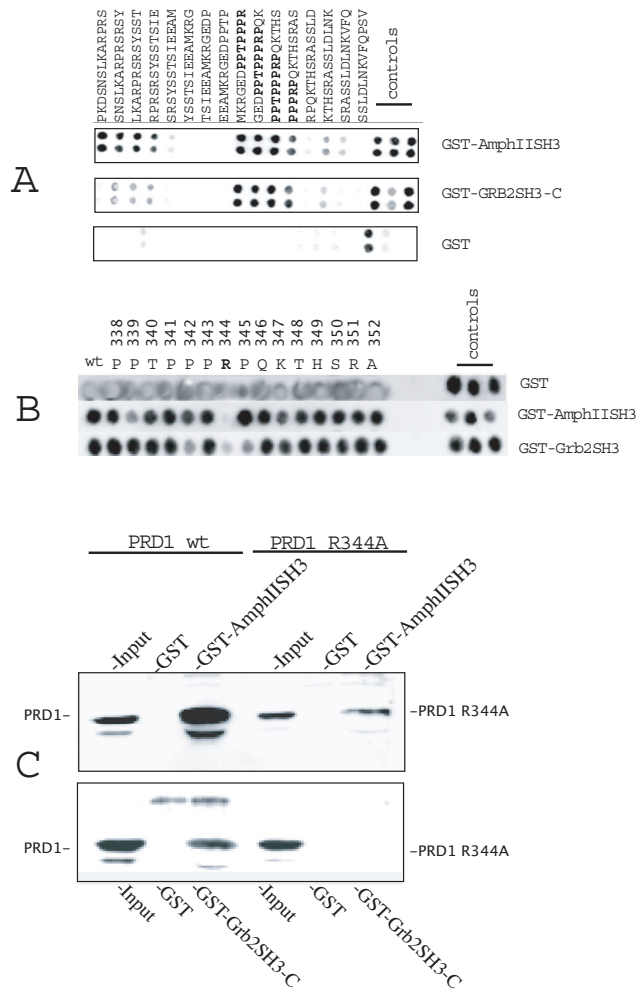 PKDSNSLKARPRS
SNSLKARPRSRSY
LKARPRSRSYSST
RPRSRSYSSTSIE
SRSYSSTSIEEAM
YSSTSIEEAMKRG
TSIEEAMKRGEDP
EEAMKRGEDPPTP
MKRGEDPPTPPPR
GEDPPTPPPRPQK
PPTPPPRPQKTHS
PPPRPQKTHSRAS
RPQKTHSRASSLD
KTHSRASSLDLNK
SRASSLDLNKVFQ
SSLDLNKVFQPSV
controls
A
GST-AmphIISH3
GST-GRB2SH3-C
GST
338 339 340 341 342 343 344 345 346 347 348 349 350 351 352
wt P P T P P P R P Q K T H S R A
controls
B
GST
GST-AmphIISH3
GST-Grb2SH3
PRD1 wt PRD1 R344A
-Input -GST -GST-AmphIISH3 -Input -GST -GST-AmphIISH3
PRD1- -PRD1 R344A
C
PRD1- -PRD1 R344A
-Input -GST -GST-Grb2SH3-C -Input -GST -GST-Grb2SH3-C